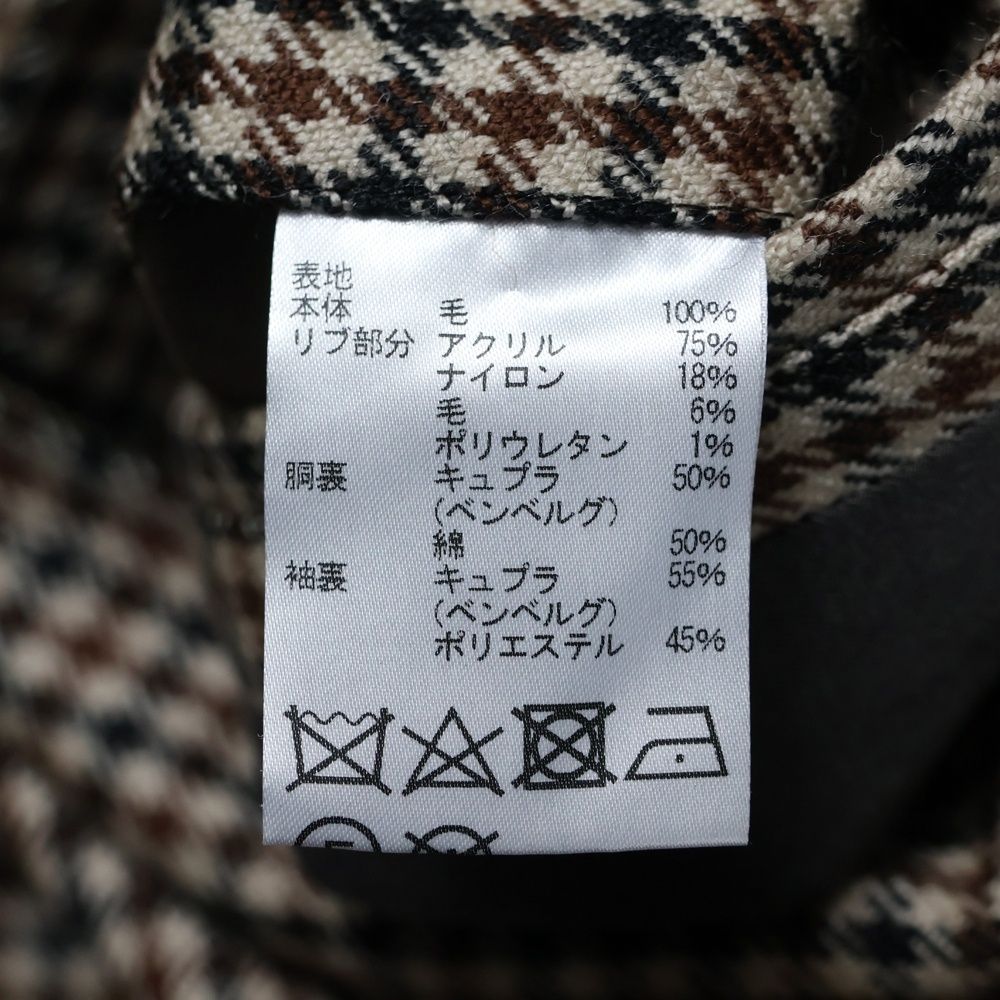 表地
本体 毛 100%
リブ部分 アクリル 75%
ナイロン 18%
毛 6%
ポリウレタン 1%
胴裏 キュプラ 50%
(ベンベルグ)
綿 50%
袖裏 キュプラ 55%
(ベンベルグ)
ポリエステル 45%